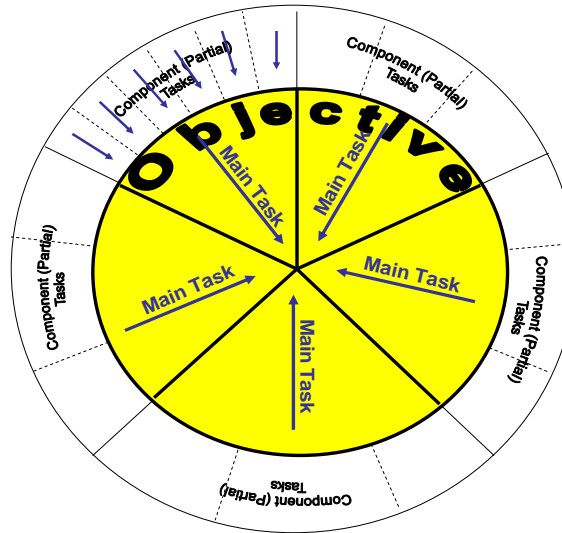 Component (Partial)
Tasks
Component (Partial)
Tasks
Objective
Main Task
Main Task
Main Task
Main Task
Main Task
Component (Partial)
Tasks
Component (Partial)
Tasks
Component (Partial)
Tasks